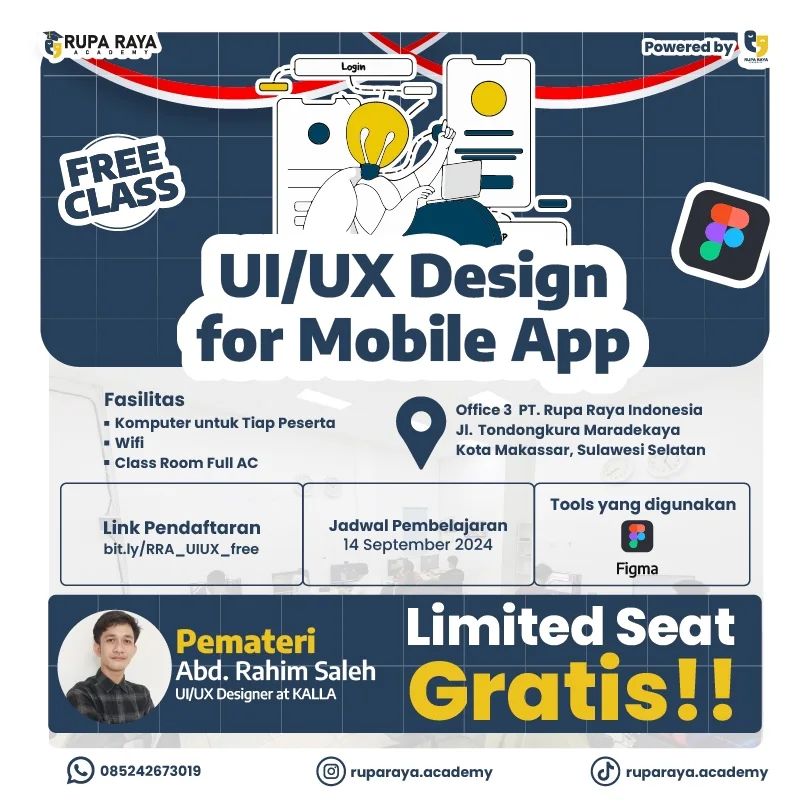 RUPA RAYA
ACADEMY
Powered by
RUPA RAYA
ACADEMY
Login
FREE
CLASS
UI/UX Design
for Mobile App
Fasilitas
▪ Komputer untuk Tiap Peserta
▪ Wifi
▪ Class Room Full AC
Office 3 PT. Rupa Raya Indonesia
Jl. Tondongkura Maradekaya
Kota Makassar, Sulawesi Selatan
Link Pendaftaran
bit.ly/RRA_UIUX_free
Jadwal Pembelajaran
14 September 2024
Tools yang digunakan
Figma
Pemateri
Abd. Rahim Saleh
UI/UX Designer at KALLA
Limited Seat
Gratis!!
085242673019
ruparaya.academy
ruparaya.academy